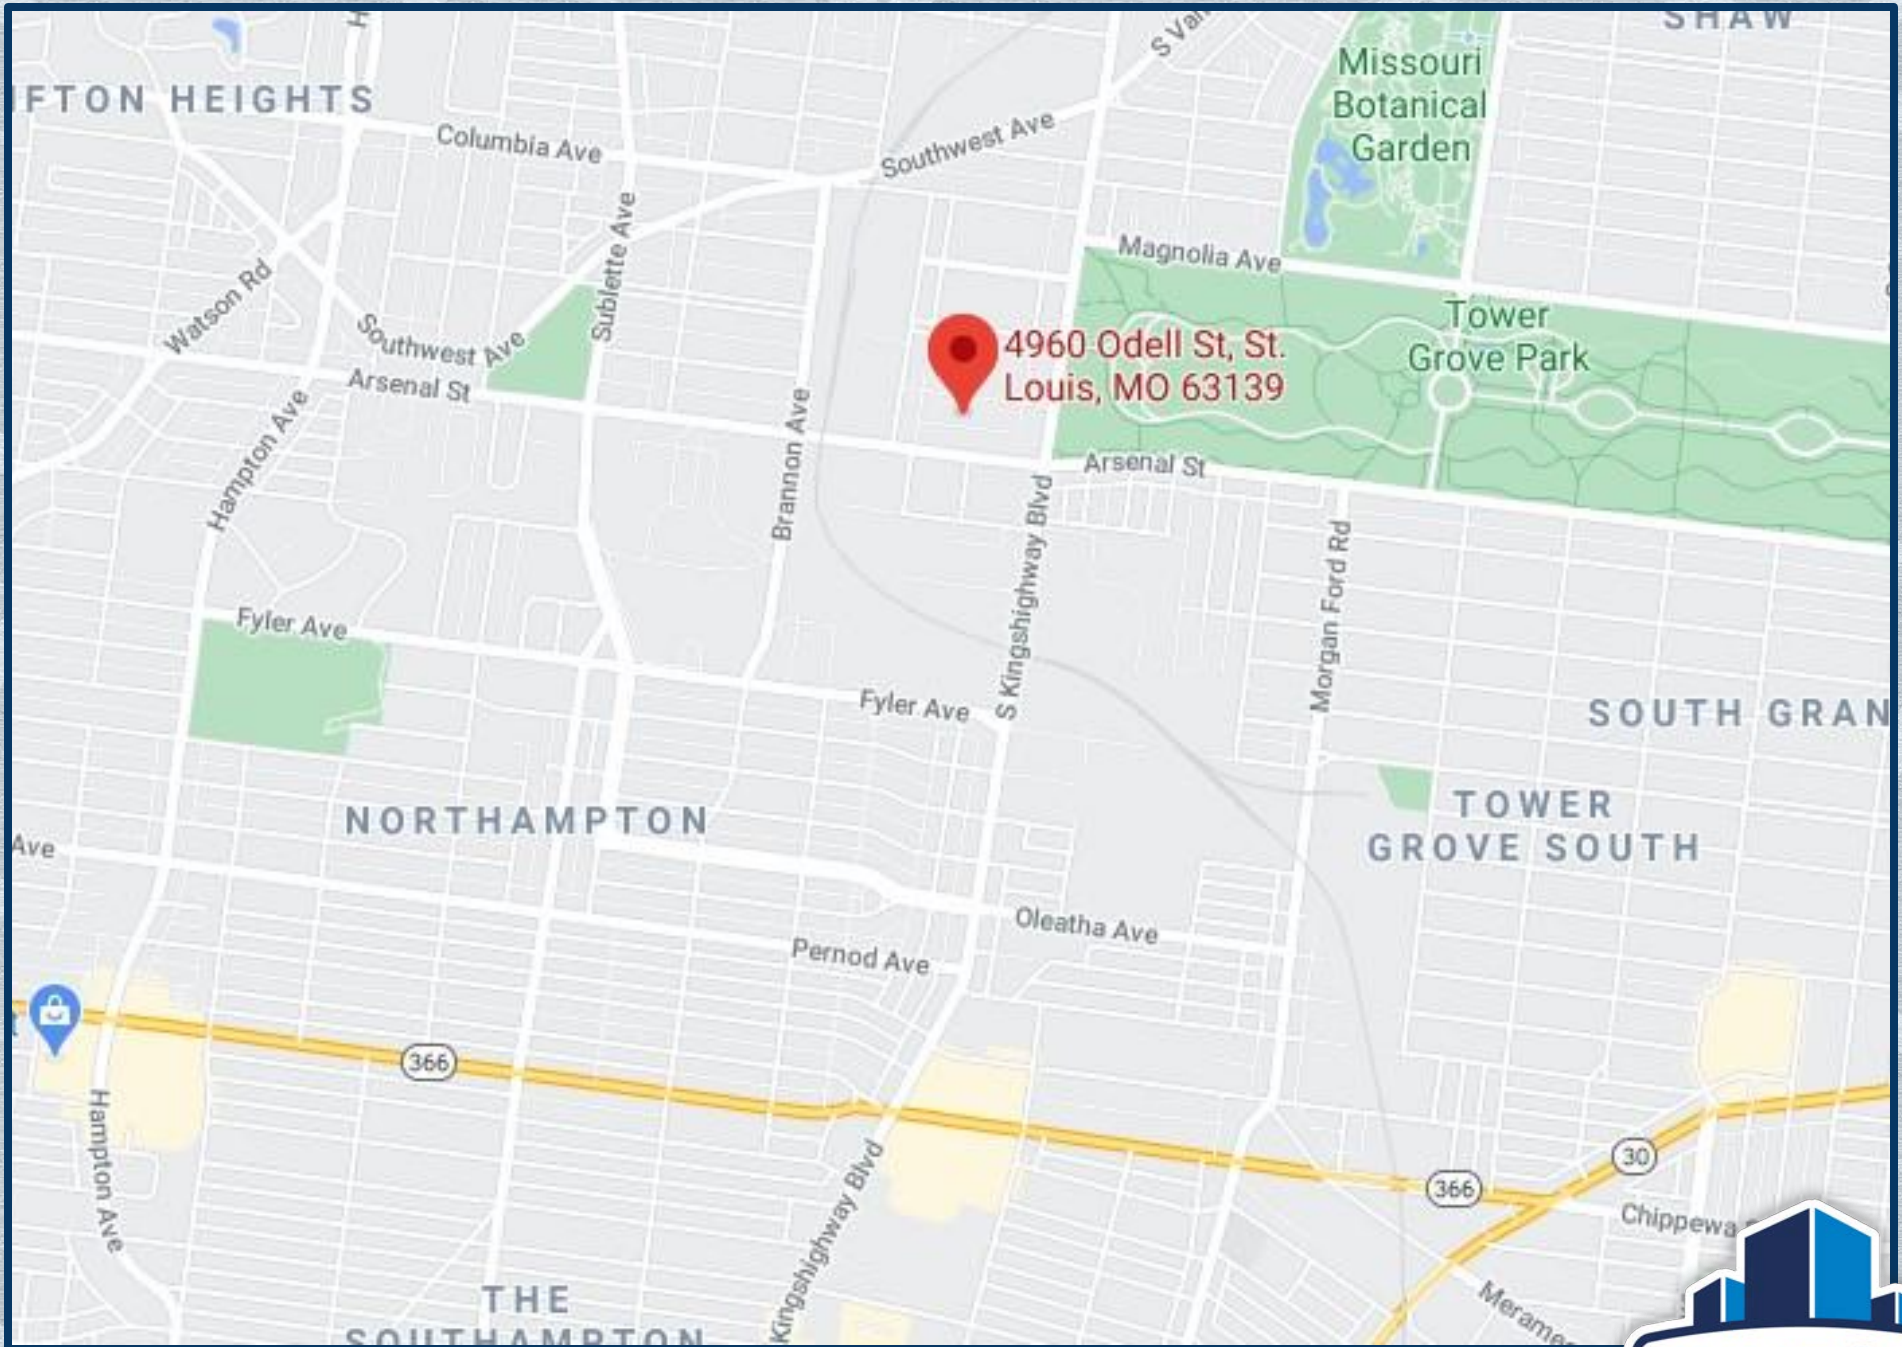 SHAW
S Van
Missouri
Botanical
Garden
IFTON HEIGHTS
Columbia Ave
Southwest Ave
Sublette Ave
Magnolia Ave
Watson Rd
Southwest Ave
Tower
Grove Park
4960 Odell St, St.
Louis, MO 63139
Arsenal St
Hampton Ave
Brannon Ave
Arsenal St
S Kingshighway Blvd
Morgan Ford Rd
Fyler Ave
Fyler Ave
SOUTH GRAN
NORTHAMPTON
TOWER
GROVE SOUTH
Ave
Oleatha Ave
Pernod Ave
366
Hampton Ave
30
366
Kingshighway Blvd
Chippewa
THE
SOUTHAMPTON
Meramec